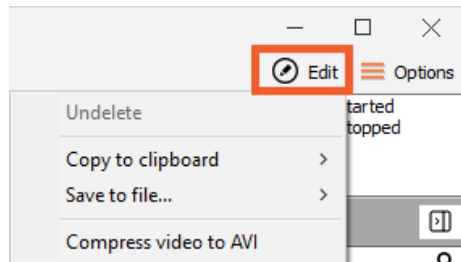 Edit Options
Undelete
tarted
topped
Copy to clipboard
Save to file...
Compress video to AVI